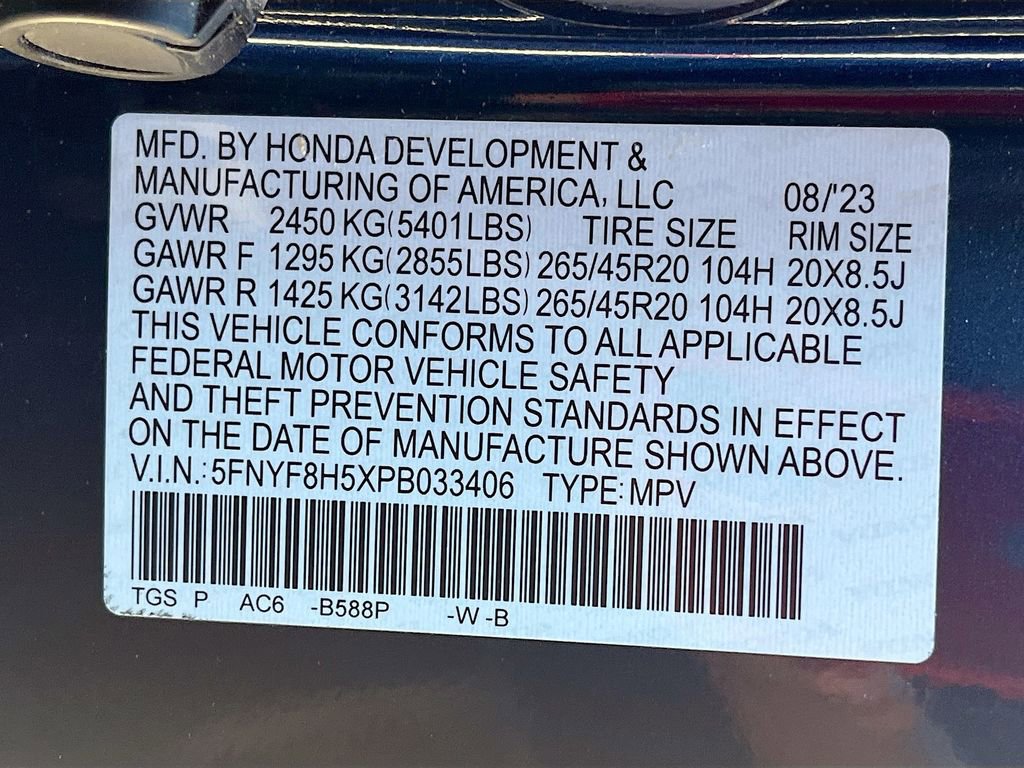 MFD. BY HONDA DEVELOPMENT &
MANUFACTURING OF AMERICA, LLC 08/'23
GVWR 2450 KG(5401LBS) TIRE SIZE RIM SIZE
GAWR F 1295 KG(2855LBS) 265/45R20 104H 20X8.5J
GAWR R 1425 KG(3142LBS) 265/45R20 104H 20X8.5J
THIS VEHICLE CONFORMS TO ALL APPLICABLE
FEDERAL MOTOR VEHICLE SAFETY
AND THEFT PREVENTION STANDARDS IN EFFECT
ON THE DATE OF MANUFACTURE SHOWN ABOVE.
V.I.N.: 5FNYF8H5XPB033406 TYPE: MPV
TGS P AC6 -B588P -W -B